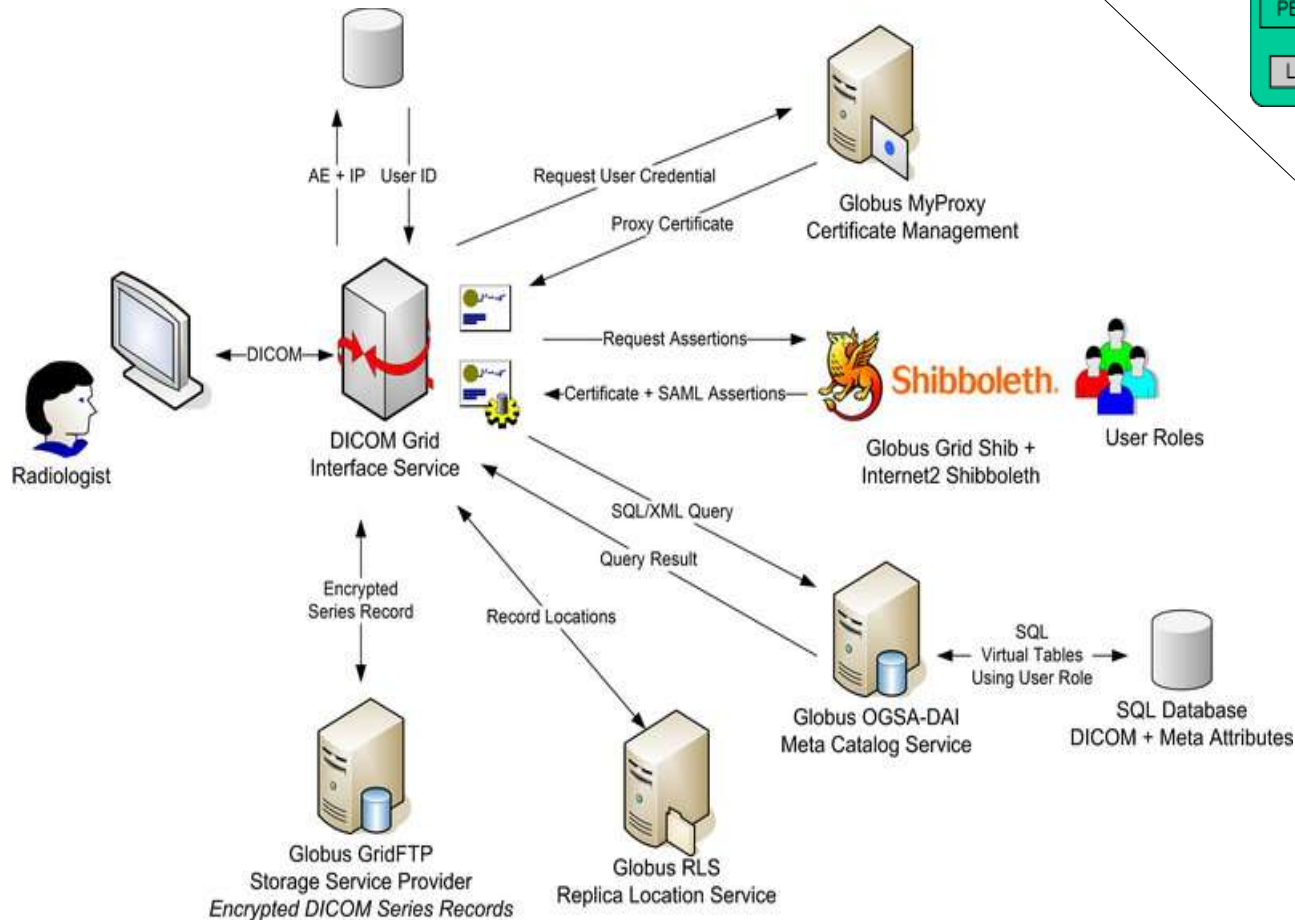 PE
L
AE + IP
User ID
Request User Credential
Proxy Certificate
Globus MyProxy
Certificate Management
DICOM
Request Assertions
Certificate + SAML Assertions
Shibboleth.
User Roles
Globus Grid Shib +
Internet2 Shibboleth
DICOM Grid
Interface Service
Radiologist
SQL/XML Query
Query Result
Encrypted
Series Record
Record Locations
SQL
Virtual Tables
Using User Role
Globus OGSA-DAI
Meta Catalog Service
SQL Database
DICOM + Meta Attributes
Globus GridFTP
Storage Service Provider
Encrypted DICOM Series Records
Globus RLS
Replica Location Service